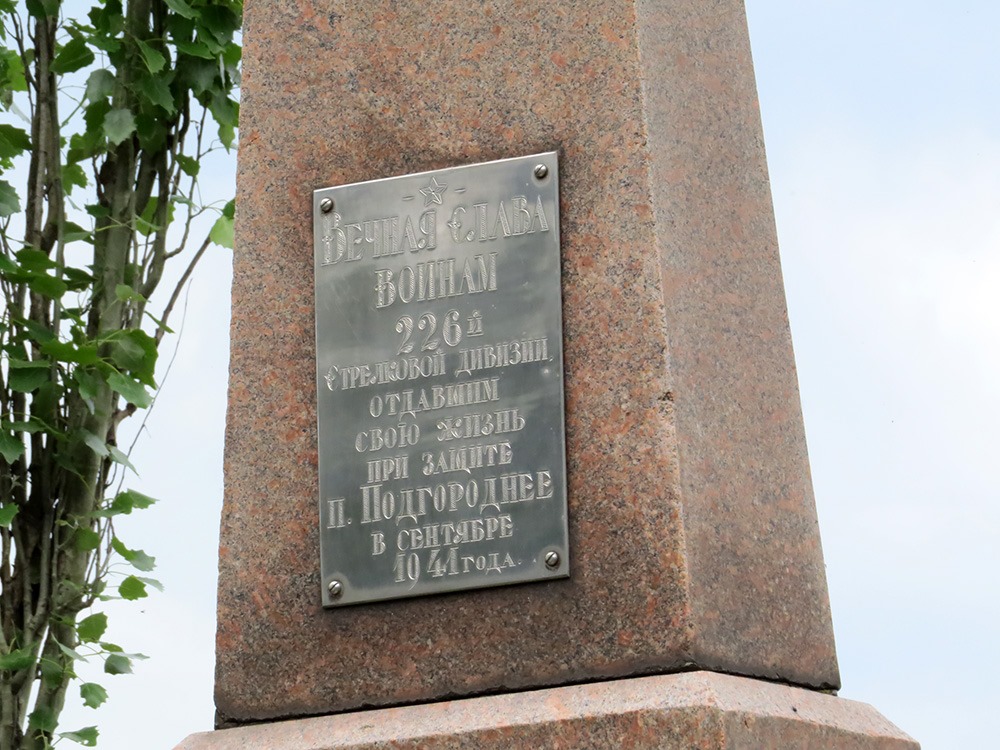 Вечная Слава
Воинам
226й
Стрелковой дивизии,
отдавшим
свою жизнь
при защите
п. Подгороднее
в сентябре
1941 года.